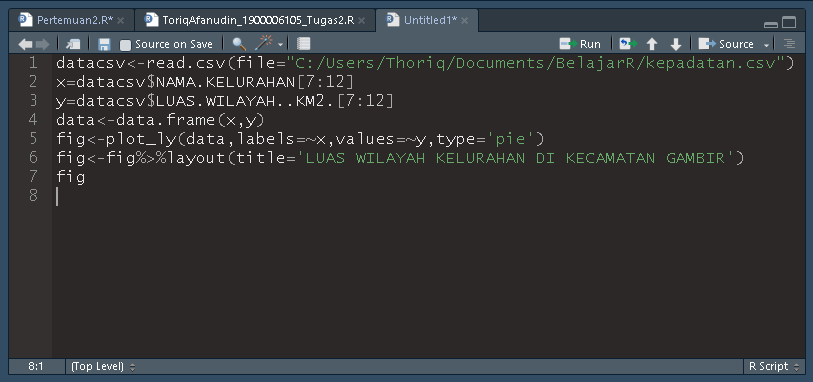 Pertemuan2.R* ToriqAfanudin_1900006105_Tugas2.R Untitled1*
Source on Save Run Source
1 datacsv<-read.csv(file="C:/Users/Thoriq/Documents/BelajarR/kepadatan.csv")
2 x=datacsv$NAMA.KELURAHAN[7:12]
3 y=datacsv$LUAS.WILAYAH..KM2.[7:12]
4 data<-data.frame(x,y)
5 fig<-plot_ly(data,labels=~x,values=~y,type='pie')
6 fig<-fig%>%layout(title='LUAS WILAYAH KELURAHAN DI KECAMATAN GAMBIR')
7 fig
8
8:1 (Top Level) R Script